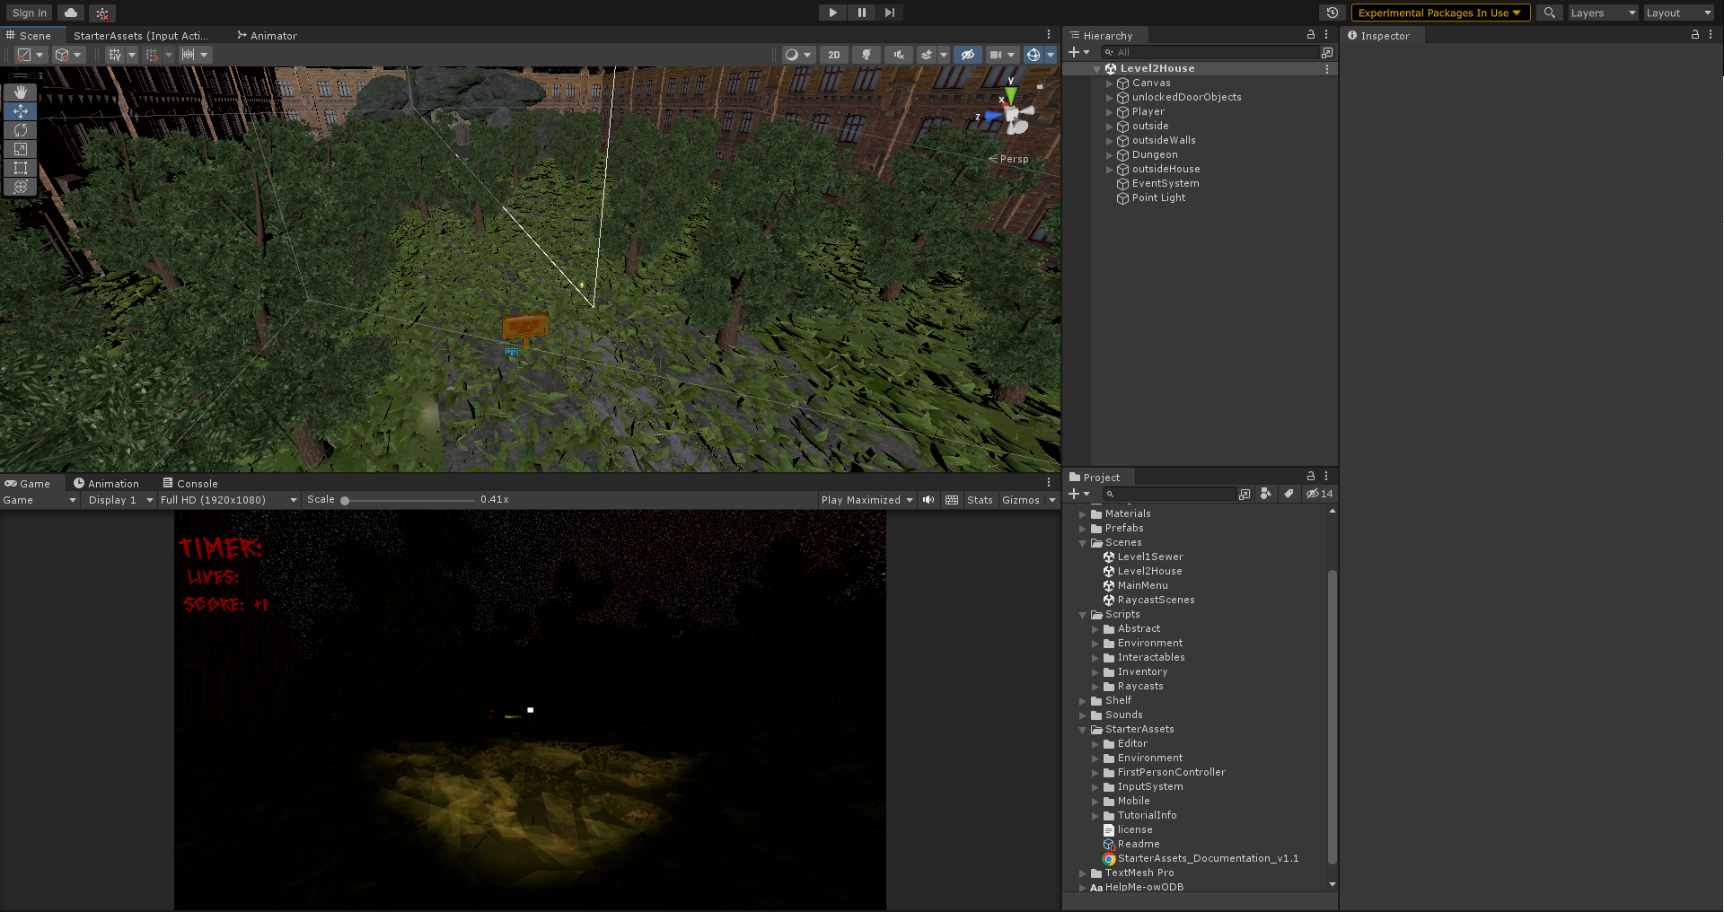 Sign in
Experimental Packages In Use
Layers
Layout
Scene
StarterAssets (Input Acti...
Animator
Hierarchy
Inspector
2D
All
Level2House
Canvas
unlockedDoorObjects
Player
outside
outsideWalls
Dungeon
outsideHouse
EventSystem
Point Light
y
x
z
Persp
Game
Animation
Console
Project
Game
Display 1
Full HD (1920x1080)
Scale
0.41x
Play Maximized
Stats
Gizmos
14
TIMER:
LIVES:
SCORE: +1
Materials
Prefabs
Scenes
Level1Sewer
Level2House
MainMenu
RaycastScenes
Scripts
Abstract
Environment
Interactables
Inventory
Raycasts
Shelf
Sounds
StarterAssets
Editor
Environment
FirstPersonController
InputSystem
Mobile
TutorialInfo
license
Readme
StarterAssets_Documentation_v1.1
TextMesh Pro
Aa HelpMe-owODB